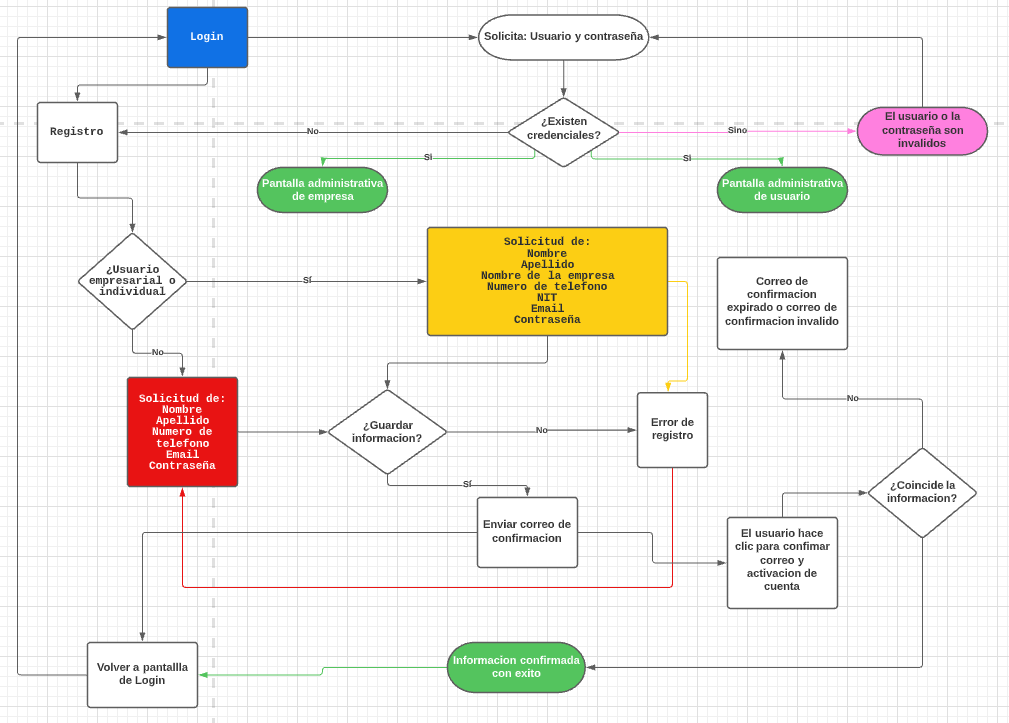 Login
Solicita: Usuario y contraseña
Registro
¿Existen
credenciales?
El usuario o la
contraseña son
invalidos
No
Sino
Sí
Sí
Pantalla administrativa
de empresa
Pantalla administrativa
de usuario
¿Usuario
empresarial o
individual
Sí
Solicitud de:
Nombre
Apellido
Nombre de la empresa
Numero de telefono
NIT
Email
Contraseña
Correo de
confirmacion
expirado o correo de
confirmacion invalido
No
Solicitud de:
Nombre
Apellido
Numero de
telefono
Email
Contraseña
¿Guardar
informacion?
No
Error de
registro
No
Sí
¿Coincide la
informacion?
Enviar correo de
confirmacion
El usuario hace
clic para confimar
correo y
activacion de
cuenta
Volver a pantallla
de Login
Informacion confirmada
con exito